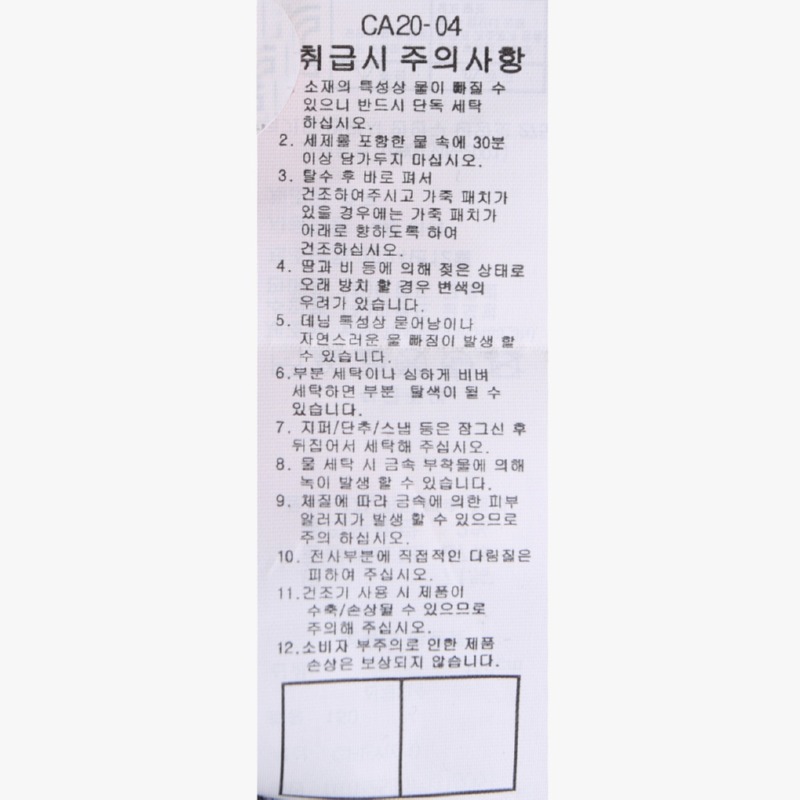 CA20-04
취급시 주의사항
소재의 특성상 물이 빠질 수
있으니 반드시 단독 세탁
하십시오.
2. 세제를 포함한 물 속에 30분
이상 담가두지 마십시오.
3. 탈수 후 바로 펴서
건조하여주시고 가죽 패치가
있을 경우에는 가죽 패치가
아래로 향하도록 하여
건조하십시오.
4. 땀과 비 등에 의해 젖은 상태로
오래 방치 할 경우 변색의
우려가 있습니다.
5. 데님 특성상 묻어남이나
자연스러운 물 빠짐이 발생 할
수 있습니다.
6.부분 세탁이나 심하게 비벼
세탁하면 부분 탈색이 될 수
있습니다.
7. 지퍼/단추/스냅 등은 잠그신 후
뒤집어서 세탁해 주십시오.
8. 물 세탁 시 금속 부착물에 의해
녹이 발생 할 수 있습니다.
9. 체질에 따라 금속에 의한 피부
알러지가 발생 할 수 있으므로
주의 하십시오.
10. 전사부분에 직접적인 다림질은
피하여 주십시오.
11.건조기 사용 시 제품이
수축/손상될 수 있으므로
주의해 주십시오.
12.소비자 부주의로 인한 제품
손상은 보상되지 않습니다.